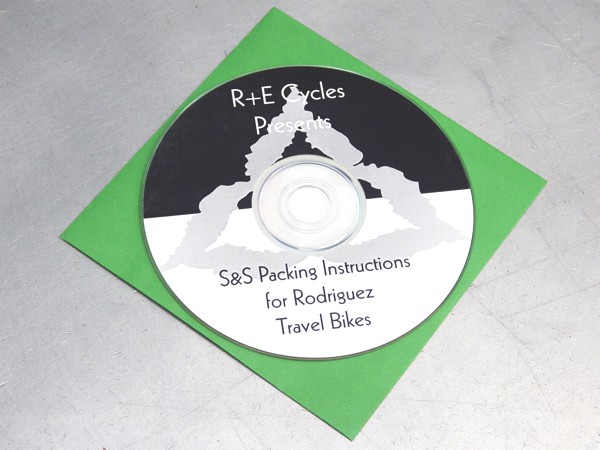 R+E Cycles
Presents
S&S Packing Instructions
for Rodriguez
Travel Bikes